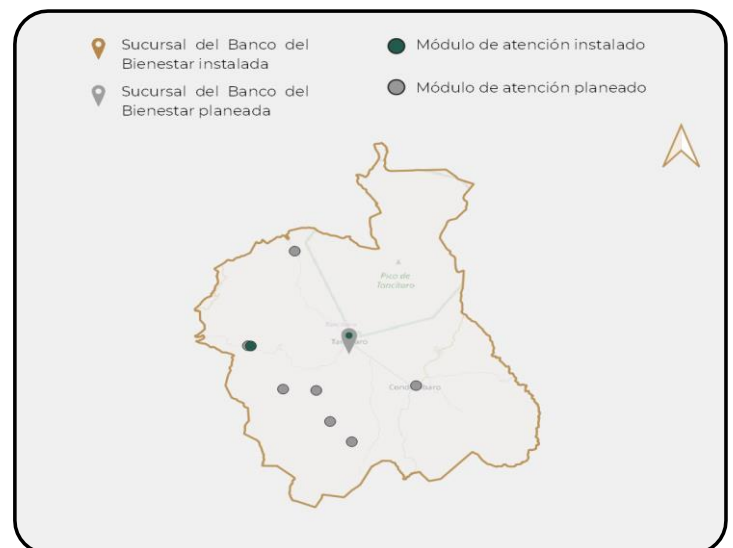 Sucursal del Banco del
Bienestar instalada
Módulo de atención instalado
Sucursal del Banco del
Bienestar planeada
Módulo de atención planeado
Pico de
Tancítaro